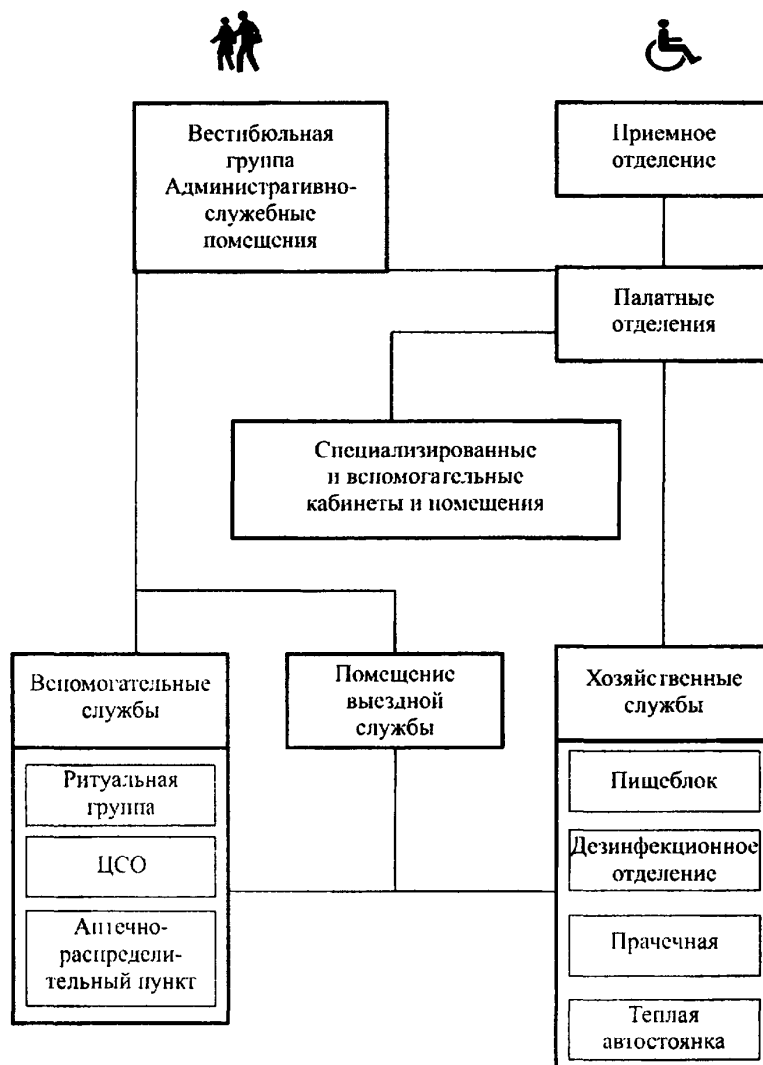 Вестибюльная
группа
Административно-
служебные
помещения
Приемное
отделение
Палатные
отделения
Специализированные
и вспомогательные
кабинеты и помещения
Вспомогательные
службы
Ритуальная
группа
ЦСО
Аптечно-
распредели-
тельный пункт
Помещение
выездной
службы
Хозяйственные
службы
Пищеблок
Дезинфекционное
отделение
Прачечная
Теплая
автостоянка